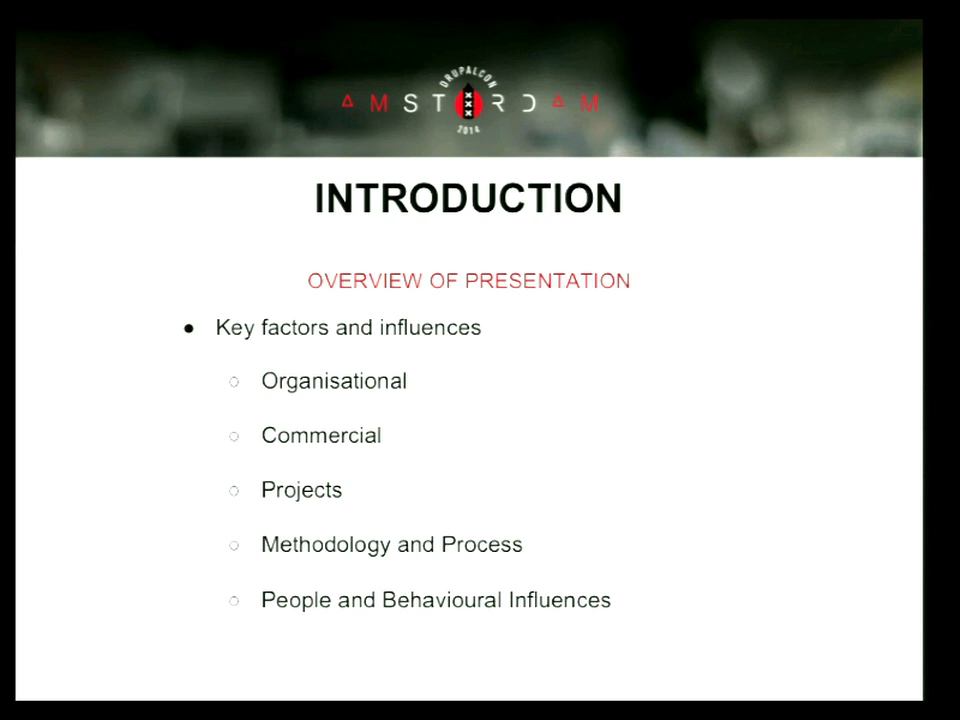 DRUPALCON
AMSTERDAM
2014
INTRODUCTION
OVERVIEW OF PRESENTATION
● Key factors and influences
○ Organisational
○ Commercial
○ Projects
○ Methodology and Process
○ People and Behavioural Influences